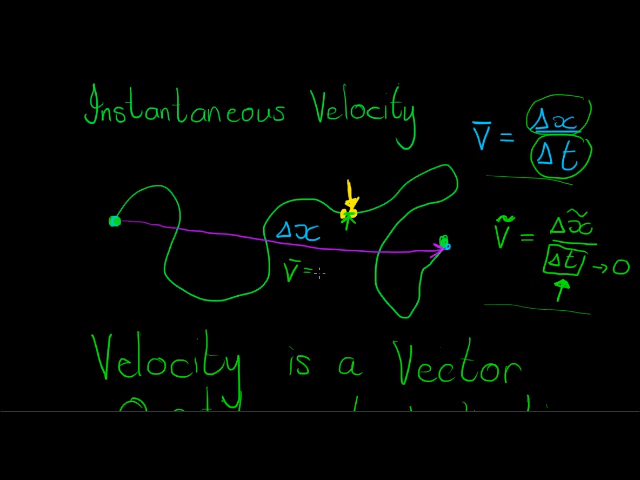 Instantaneous Velocity
V̄ = Δx / Δt
Δx
V̄ =
Ṽ = Δx̃ / Δt → 0
Velocity is a Vector